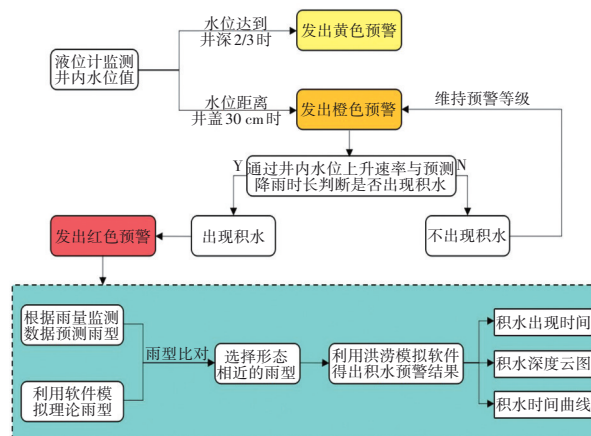 水位达到
井深2/3时
发出黄色预警
液位计监测
井内水位值
水位距离
井盖30 cm时
发出橙色预警
维持预警等级
Y
通过井内水位上升速率与预测
降雨时长判断是否出现积水
N
发出红色预警
出现积水
不出现积水
根据雨量监测
数据预测雨型
利用软件模
拟理论雨型
雨型比对
选择形态
相近的雨型
利用洪涝模拟软件
得出积水预警结果
积水出现时间
积水深度云图
积水时间曲线